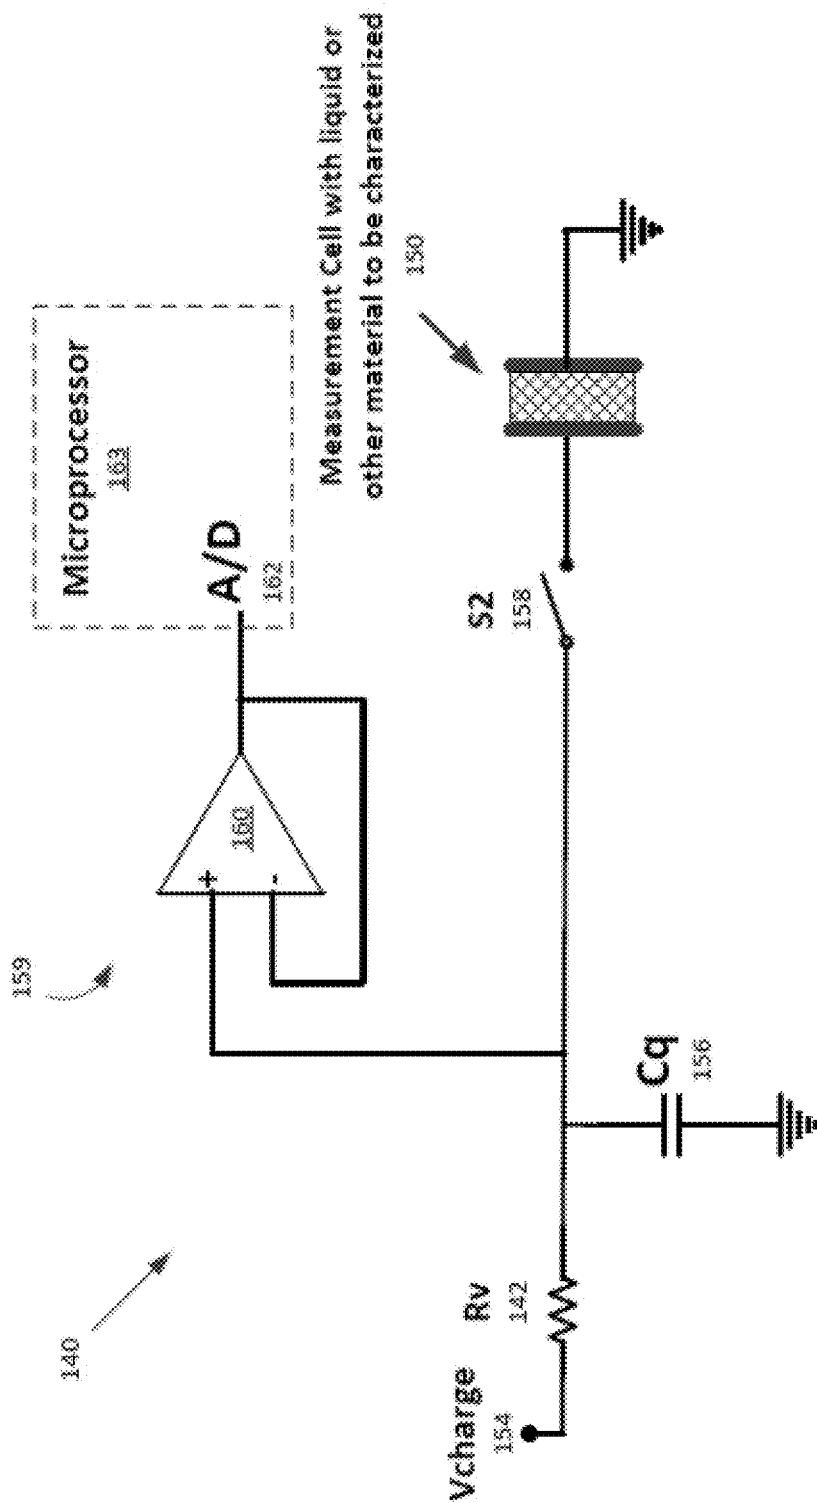 140
159
Microprocessor
163
A/D
162
+
-
160
Measurement Cell with liquid or
other material to be characterized
150
S2
158
Vcharge
154
Rv
142
Cq
156